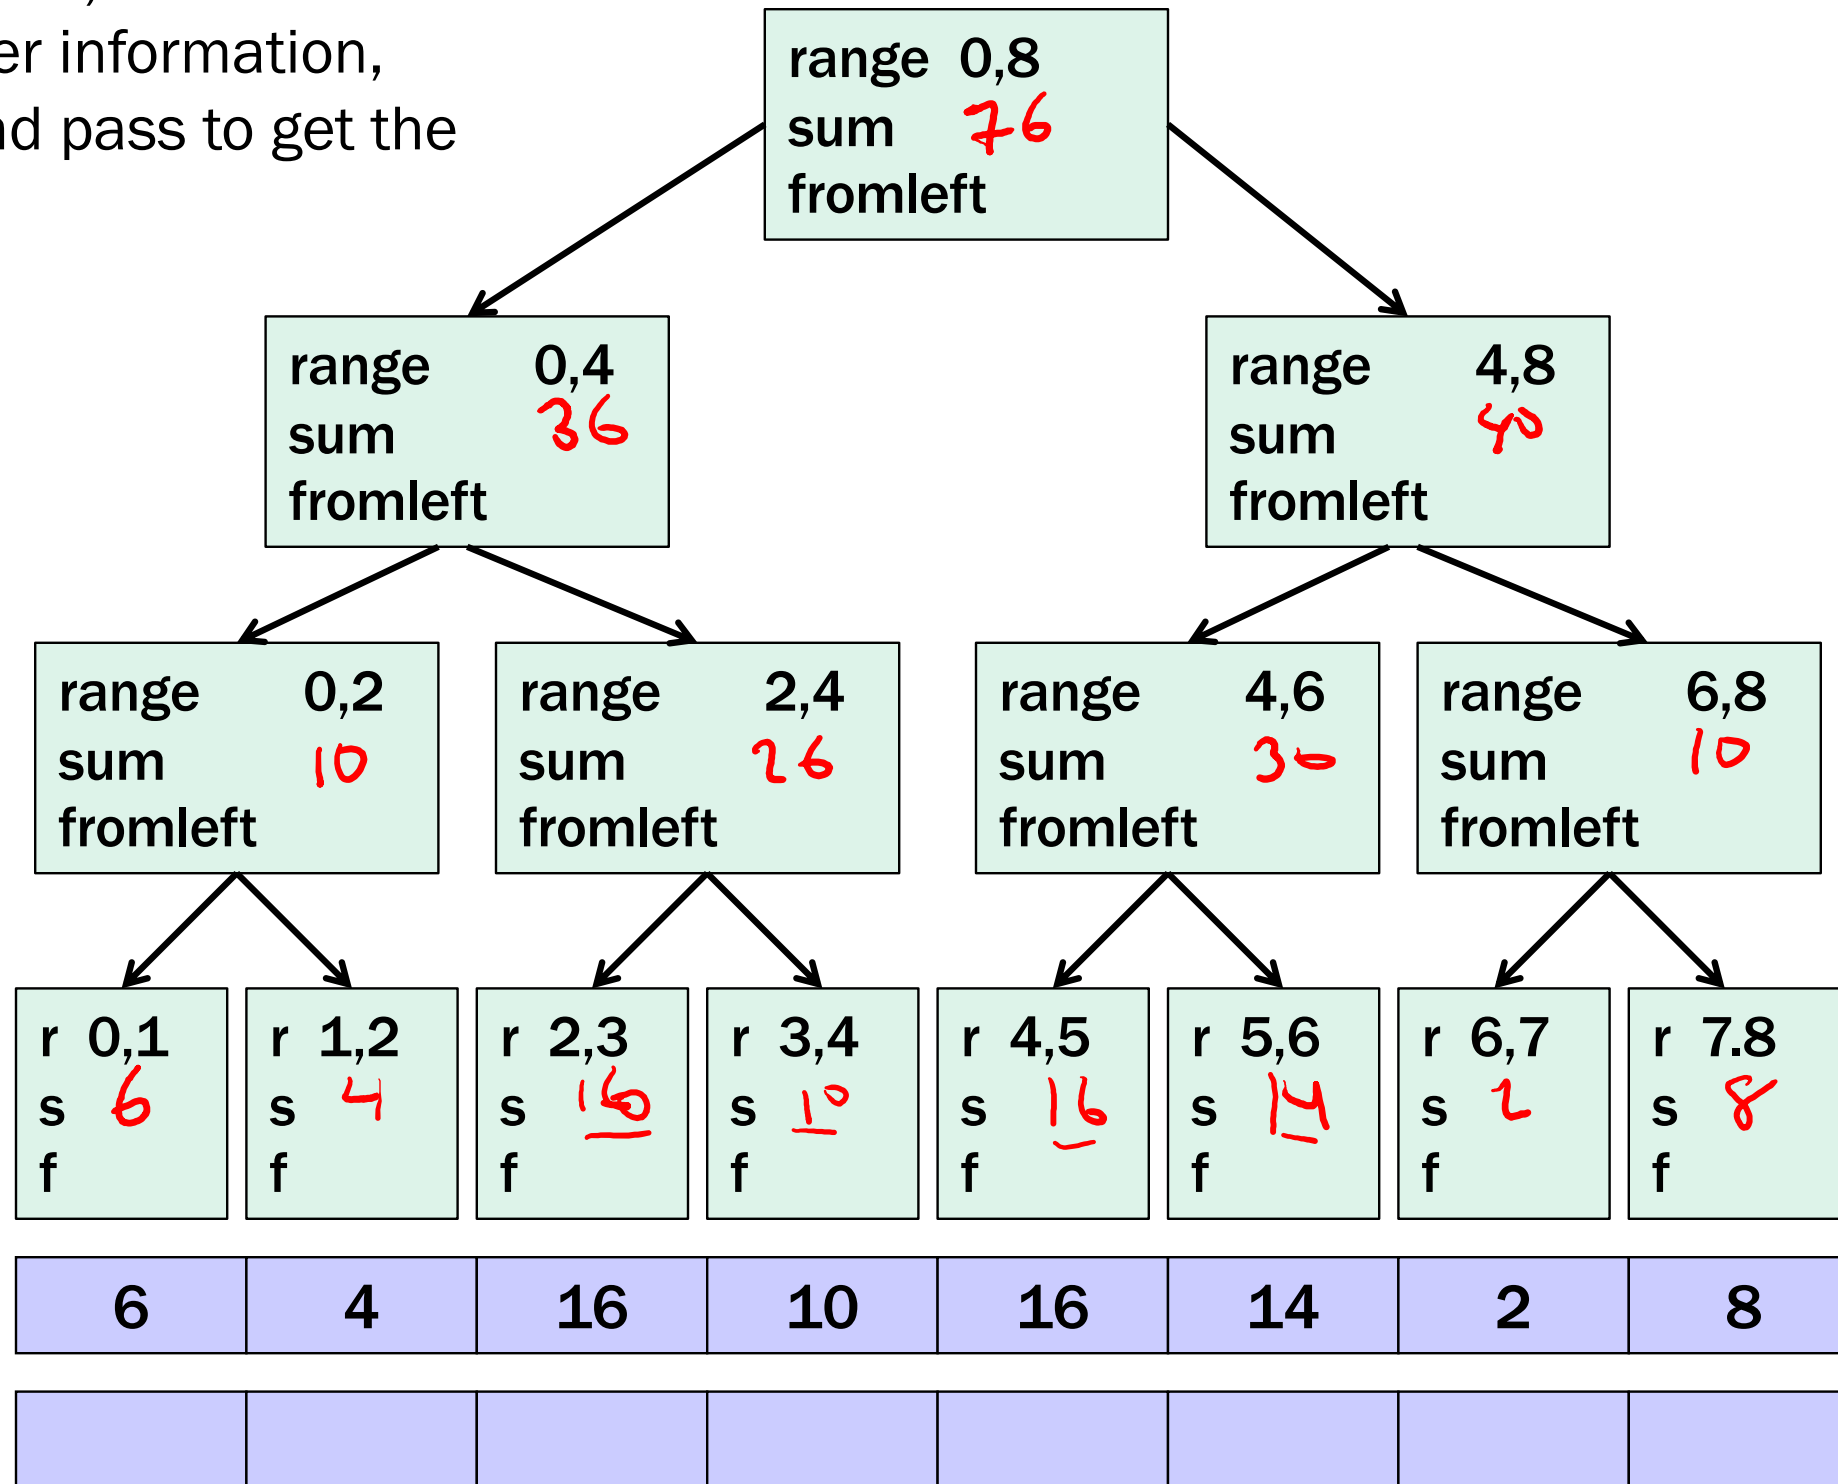 er information,
nd pass to get the
range 0,8
sum 76
fromleft
range 0,4
sum 36
fromleft
range 4,8
sum 40
fromleft
range 0,2
sum 10
fromleft
range 2,4
sum 26
fromleft
range 4,6
sum 30
fromleft
range 6,8
sum 10
fromleft
r 0,1
s 6
f
r 1,2
s 4
f
r 2,3
s 16
f
r 3,4
s 10
f
r 4,5
s 16
f
r 5,6
s 14
f
r 6,7
s 2
f
r 7.8
s 8
f
6 4 16 10 16 14 2 8